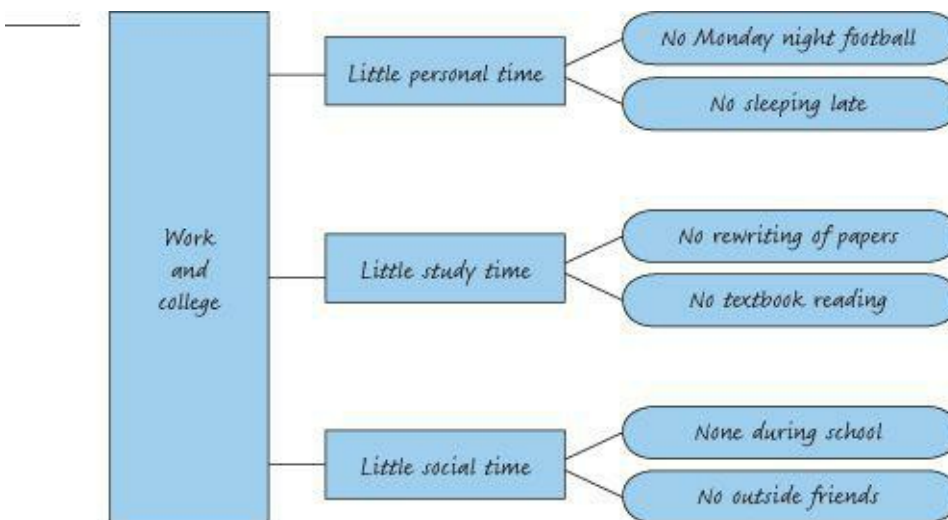 No Monday night football
Little personal time
No sleeping late
Work
and
college
No rewriting of papers
Little study time
No textbook reading
None during school
Little social time
No outside friends